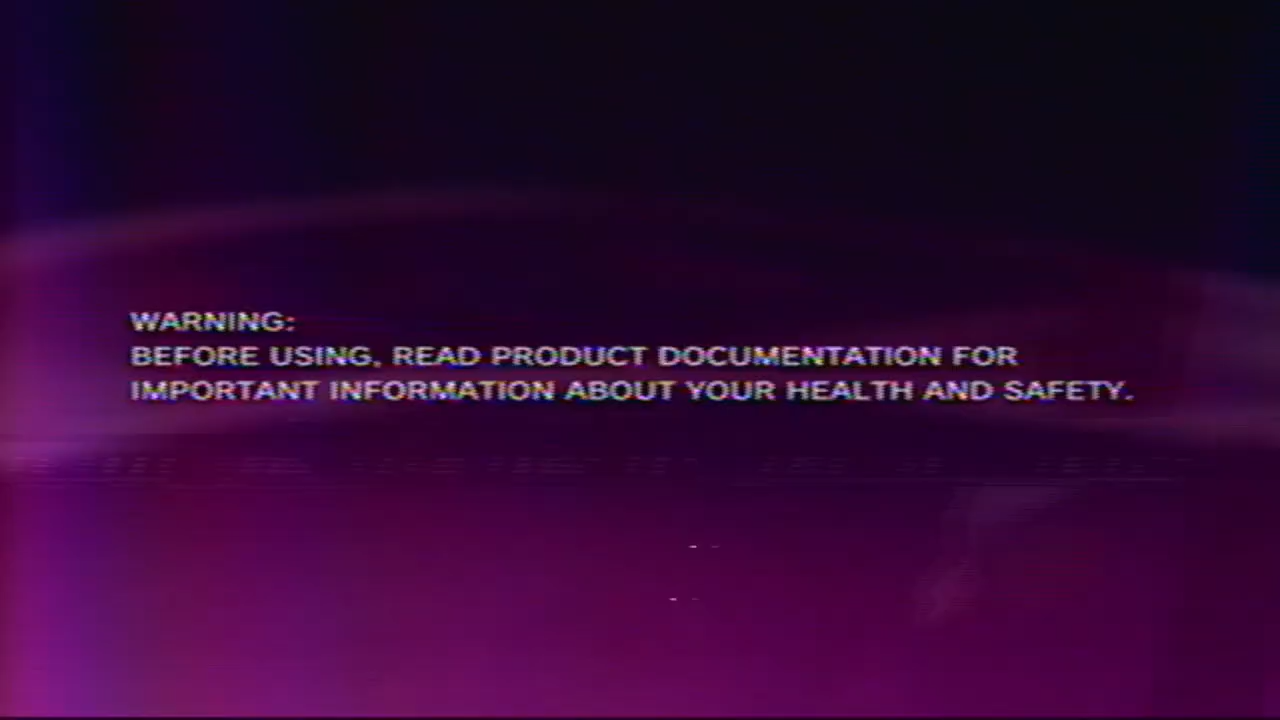 WARNING:
BEFORE USING, READ PRODUCT DOCUMENTATION FOR
IMPORTANT INFORMATION ABOUT YOUR HEALTH AND SAFETY.